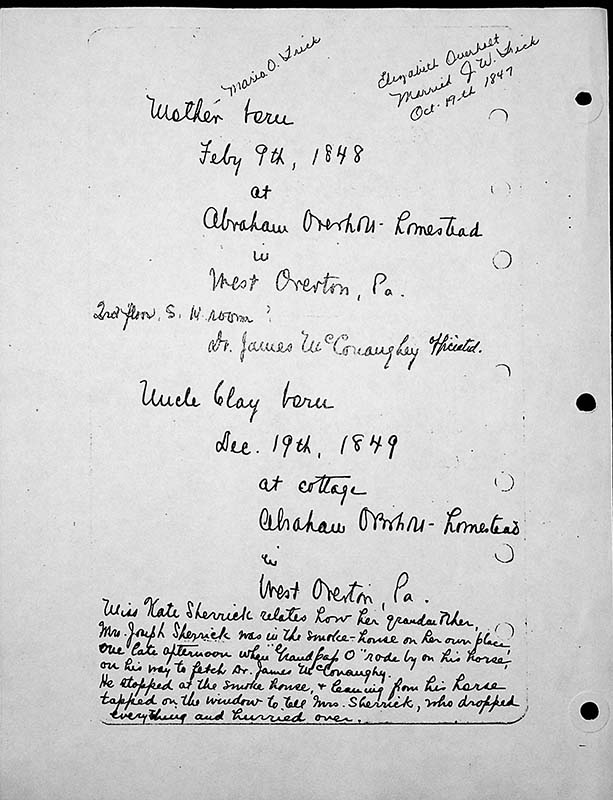 Maria O. Frick
Elizabeth Overholt
Married J. W. Frick
Oct. 19th 1847
Mother born
Feby 9th, 1848
at
Abraham Overholt homestead
in
West Overton, Pa.
2nd floor, S. W. room ?
Dr. James McConaughey officiated.
Uncle Clay born
Dec. 19th, 1849
at cottage
Abraham Overholt homestead
in
West Overton, Pa.
Miss Kate Sherrick relates how her grandmother,
Mrs. Joseph Sherrick was in the smoke-house on her own place,
one late afternoon when "Grandpap O" rode by on his horse,
on his way to fetch Dr. James McConaughy.
He stopped at the smoke house, & leaning from his horse
tapped on the window to tell Mrs. Sherrick, who dropped
everything and hurried over.